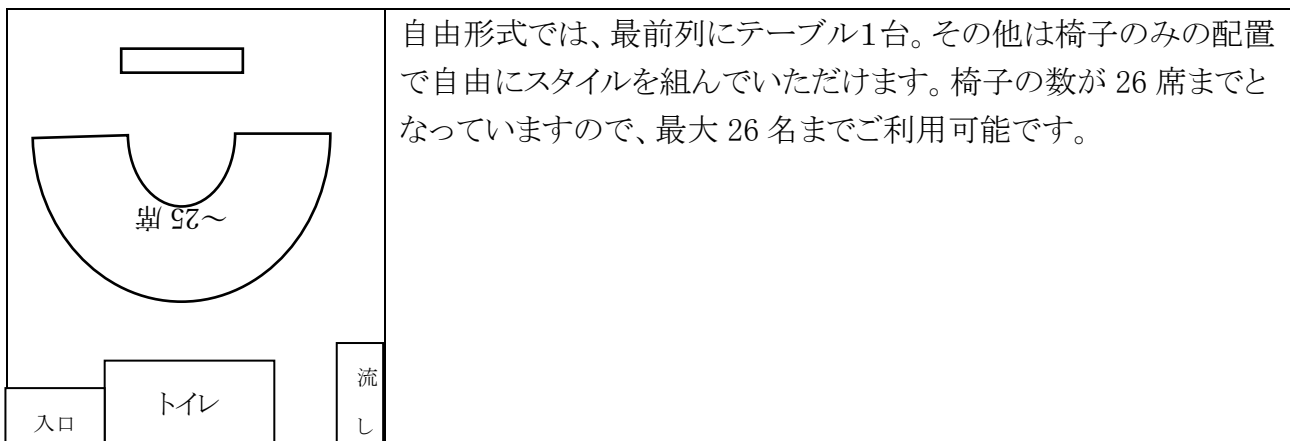 自由形式では、最前列にテーブル1台。その他は椅子のみの配置
で自由にスタイルを組んでいただけます。椅子の数が 26 席までと
なっていますので、最大 26 名までご利用可能です。
～25 席
トイレ
入口
流
し